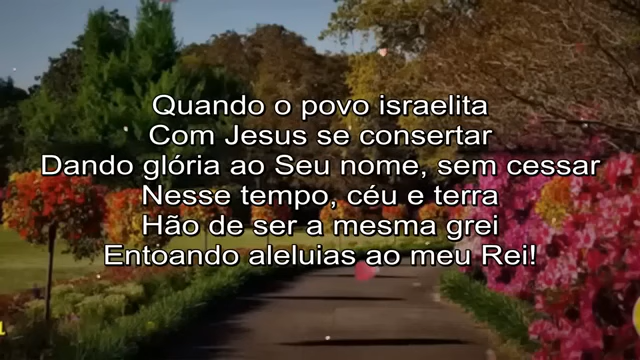 Quando o povo israelita
Com Jesus se consertar
Dando glória ao Seu nome, sem cessar
Nesse tempo, céu e terra
Hão de ser a mesma grei
Entoando aleluias ao meu Rei!